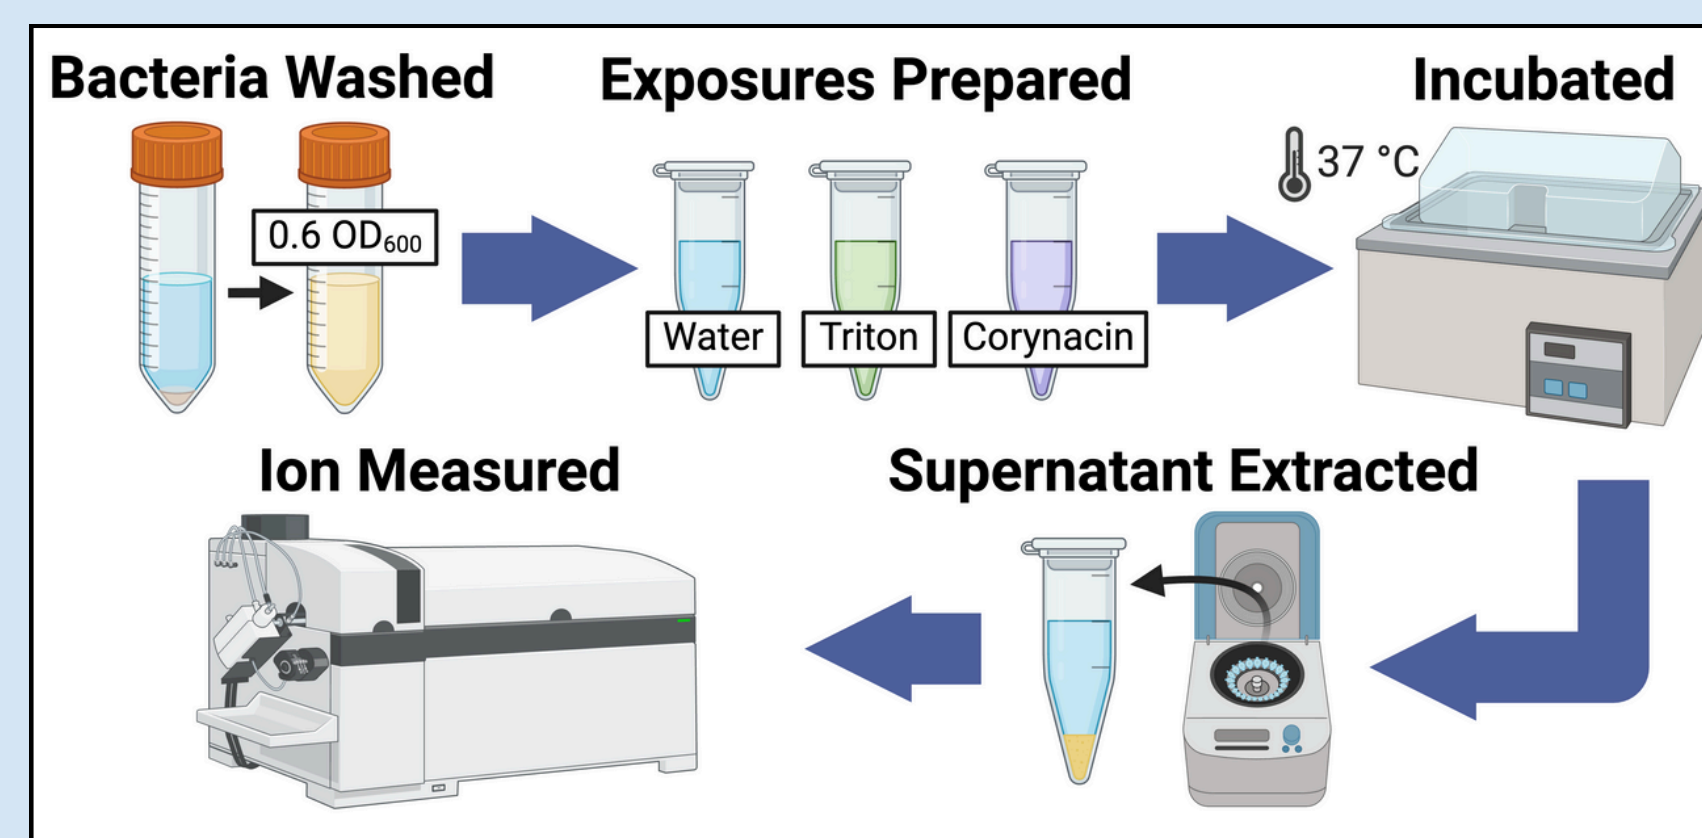 Bacteria Washed
0.6 OD₆₀₀
Exposures Prepared
Water
Triton
Corynacin
Incubated
37 °C
Supernatant Extracted
Ion Measured